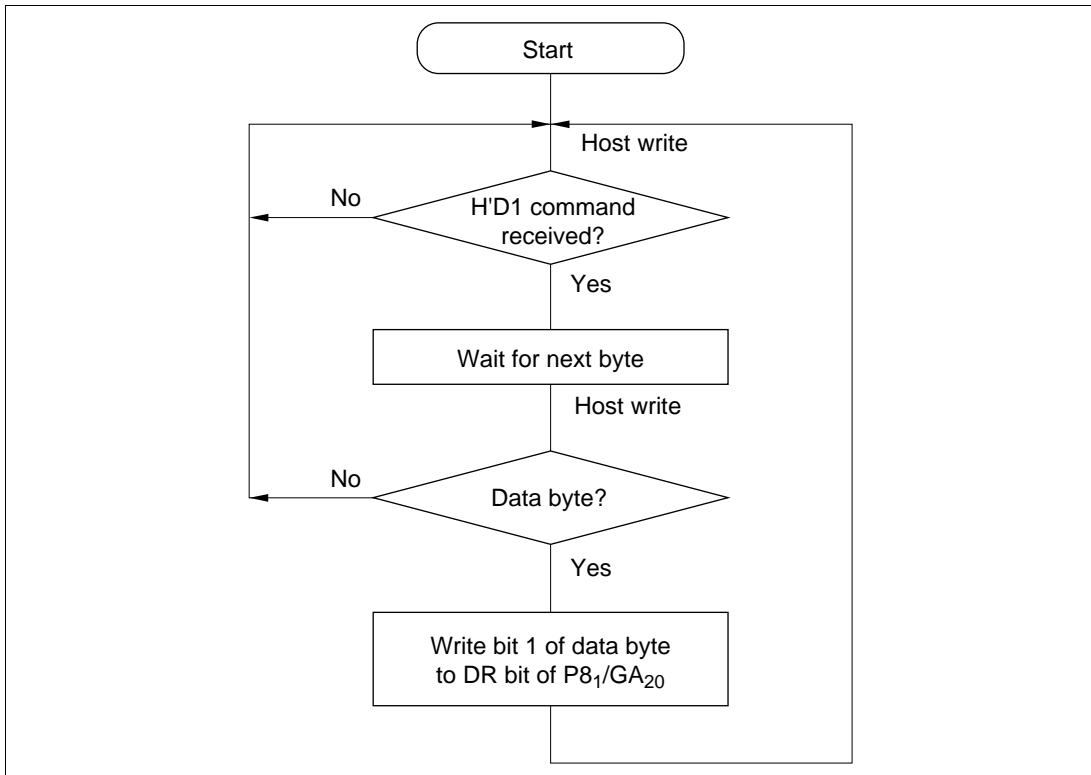 Start
Host write
No
H'D1 command
received?
Yes
Wait for next byte
Host write
No
Data byte?
Yes
Write bit 1 of data byte
to DR bit of P8₁/GA₂₀